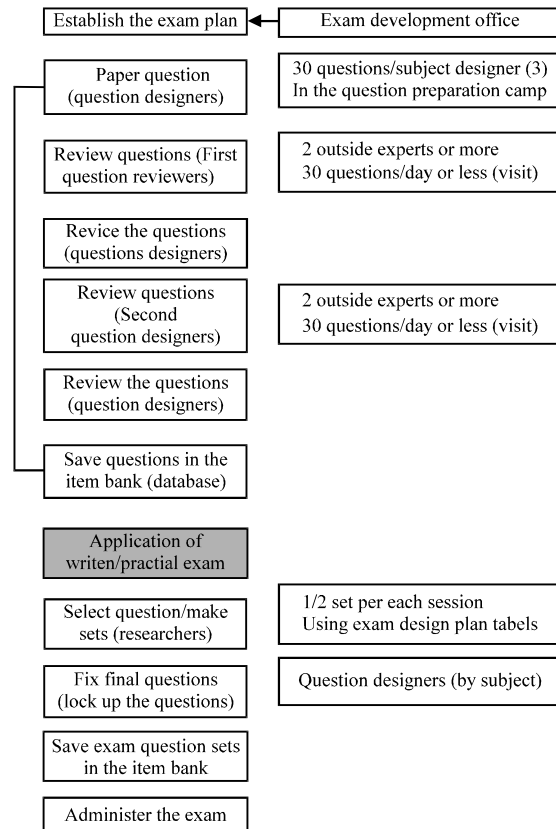 Establish the exam plan
Exam development office
Paper question
(question designers)
30 questions/subject designer (3)
In the question preparation camp
Review questions (First
question reviewers)
2 outside experts or more
30 questions/day or less (visit)
Revice the questions
(questions designers)
Review questions
(Second
question designers)
2 outside experts or more
30 questions/day or less (visit)
Review the questions
(question designers)
Save questions in the
item bank (database)
Application of
writen/practial exam
Select question/make
sets (researchers)
1/2 set per each session
Using exam design plan tabels
Fix final questions
(lock up the questions)
Question designers (by subject)
Save exam question sets
in the item bank
Administer the exam